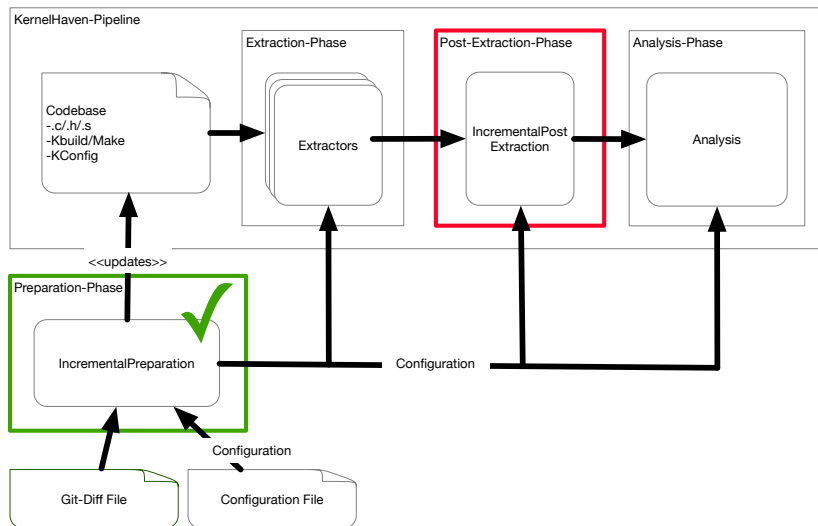 KernelHaven-Pipeline
Extraction-Phase
Post-Extraction-Phase
Analysis-Phase
Codebase
-.c/.h/.s
-Kbuild/Make
-KConfig
Extractors
IncrementalPost
Extraction
Analysis
<<updates>>
Preparation-Phase
IncrementalPreparation
Configuration
Configuration
Git-Diff File
Configuration File